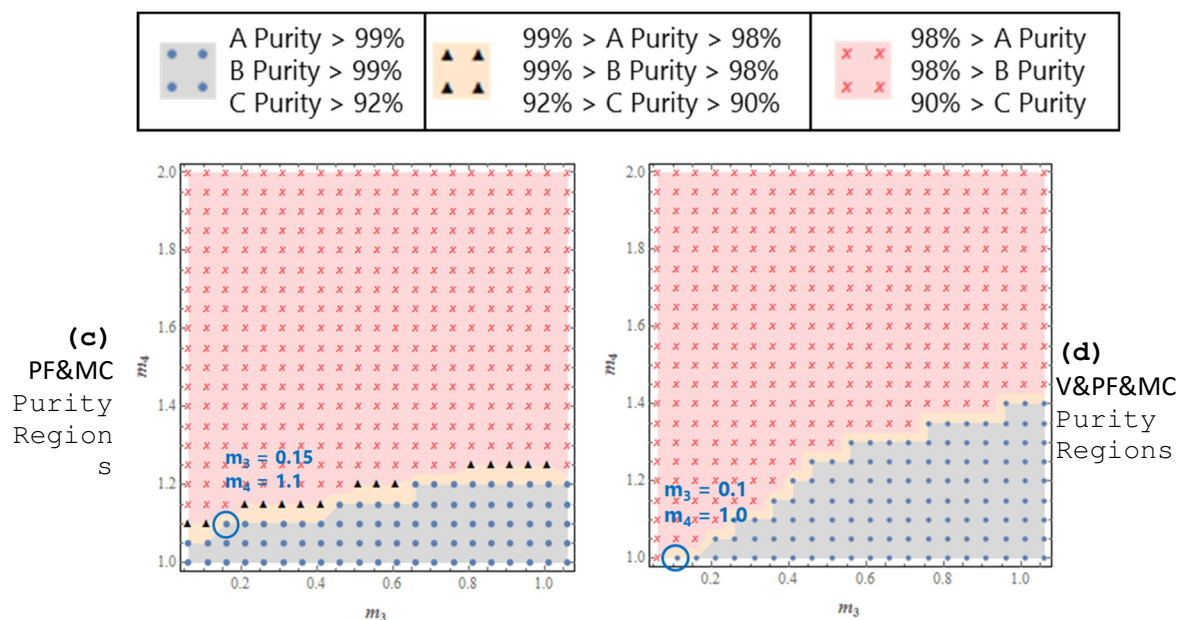 A Purity > 99%
B Purity > 99%
C Purity > 92%
99% > A Purity > 98%
99% > B Purity > 98%
92% > C Purity > 90%
98% > A Purity
98% > B Purity
90% > C Purity
(c)
PF&MC
Purity
Region
s
m₄
2.0
1.8
1.6
1.4
1.2
1.0
m₃ = 0.15
m₄ = 1.1
0.2
0.4
0.6
0.8
1.0
m₃
m₄
2.0
1.8
1.6
1.4
1.2
1.0
m₃ = 0.1
m₄ = 1.0
0.2
0.4
0.6
0.8
1.0
m₃
(d)
V&PF&MC
Purity
Regions